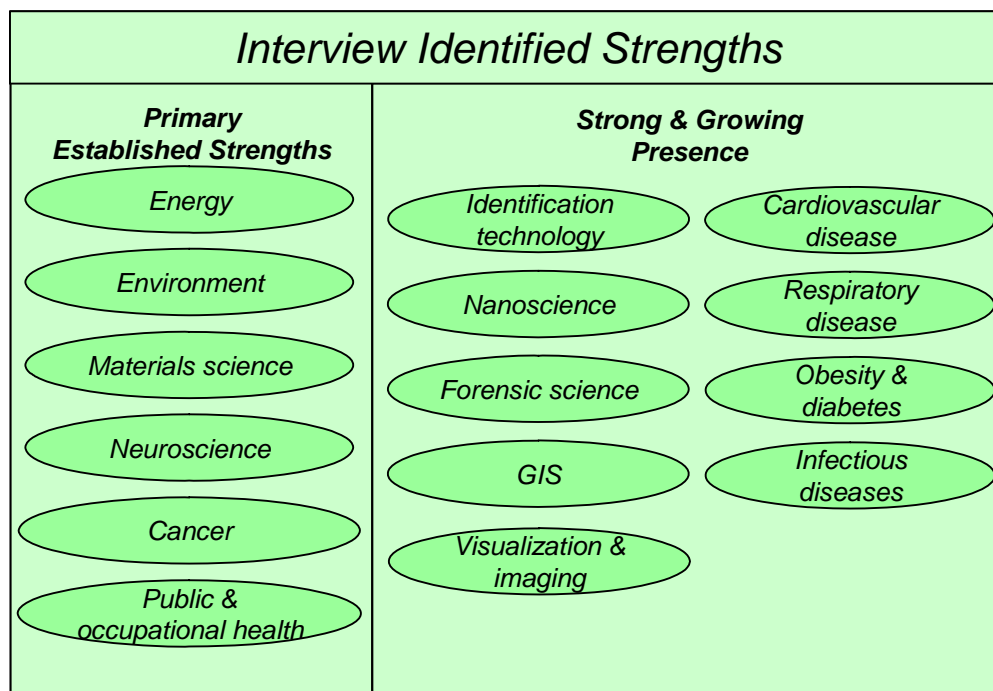 Interview Identified Strengths
Primary
Established Strengths
Energy
Environment
Materials science
Neuroscience
Cancer
Public &
occupational health
Strong & Growing
Presence
Identification
technology
Nanoscience
Forensic science
GIS
Visualization &
imaging
Cardiovascular
disease
Respiratory
disease
Obesity &
diabetes
Infectious
diseases